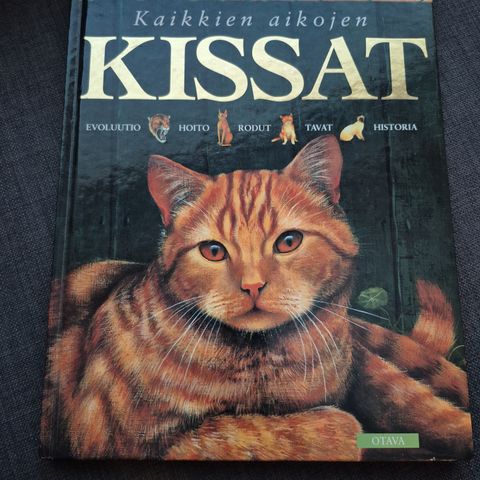 Kaikkien aikojen
KISSAT
EVOLUUTIO HOITO RODUT TAVAT HISTORIA
OTAVA